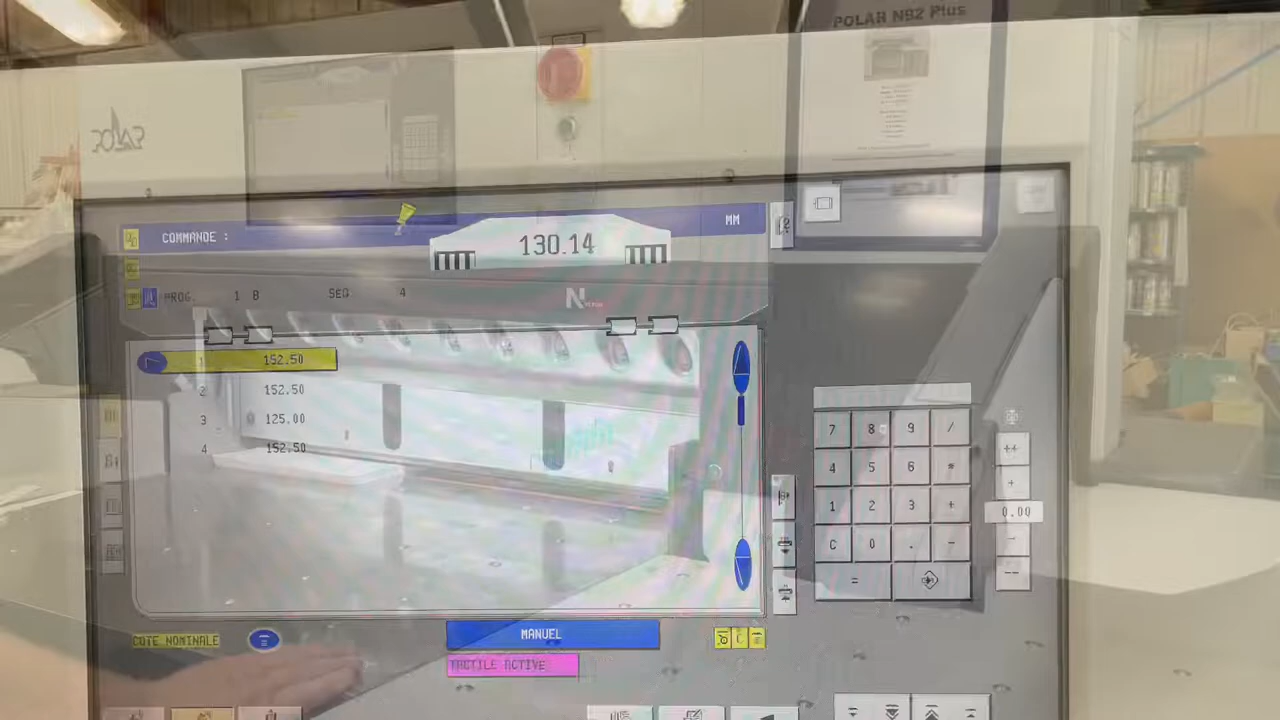 POLAR N92 Plus
POLAR
COMMANDE :
130.14
MM
PROG. 1 B SEQ 4
N
1 152.50
2 152.50
3 125.00
4 152.50
7 8 9 /
4 5 6 *
1 2 3 +
C 0 . -
=
++
+
0.00
-
--
COTE NOMINALE
MANUEL
TACTILE ACTIVE